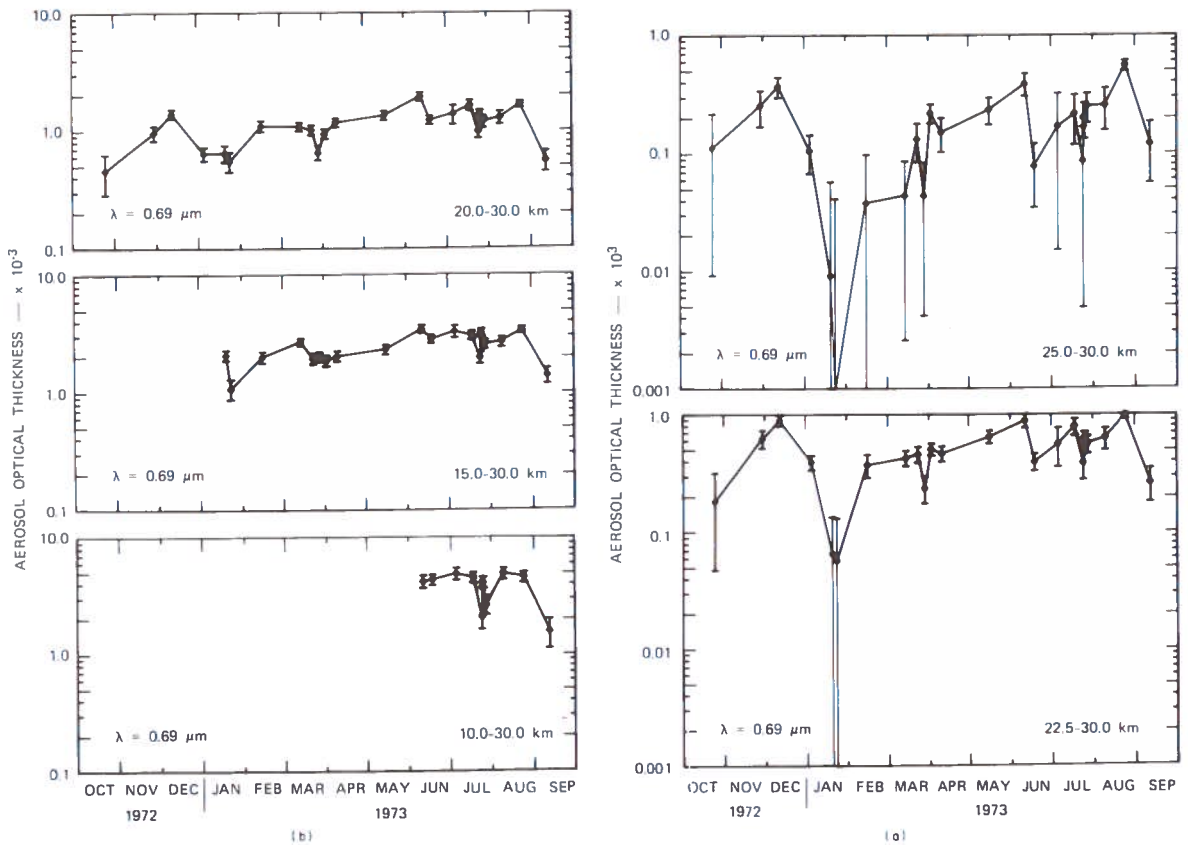 AEROSOL OPTICAL THICKNESS — × 10⁻³
10.0
1.0
0.1
λ = 0.69 μm
20.0-30.0 km
10.0
1.0
0.1
λ = 0.69 μm
15.0-30.0 km
10.0
1.0
0.1
λ = 0.69 μm
10.0-30.0 km
OCT NOV DEC JAN FEB MAR APR MAY JUN JUL AUG SEP
1972 1973
(b)
AEROSOL OPTICAL THICKNESS — × 10³
1.0
0.1
0.01
0.001
λ = 0.69 μm
25.0-30.0 km
1.0
0.1
0.01
0.001
λ = 0.69 μm
22.5-30.0 km
OCT NOV DEC JAN FEB MAR APR MAY JUN JUL AUG SEP
1972 1973
(a)